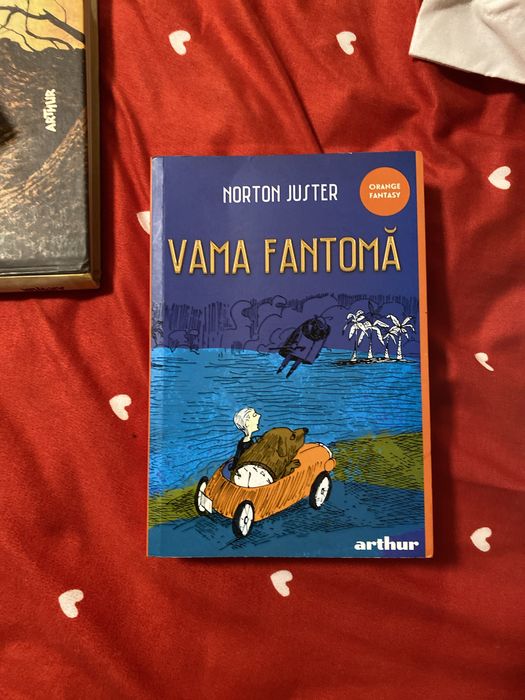 ARTHUR
NORTON JUSTER
ORANGE
FANTASY
VAMA FANTOMĂ
arthur